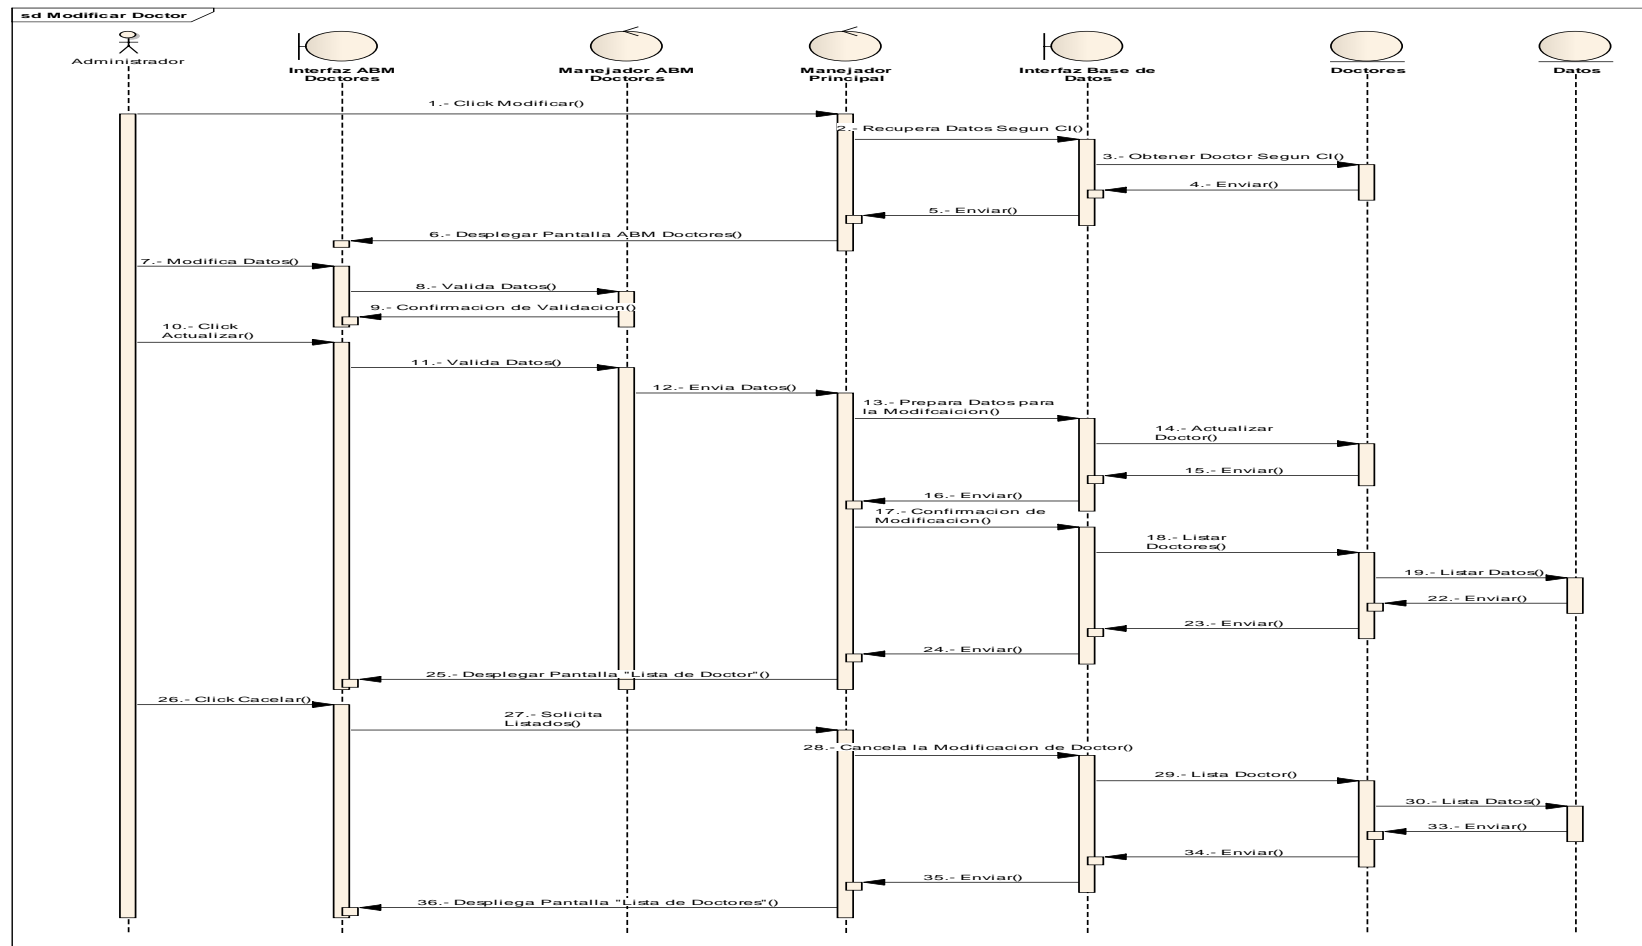 sd Modificar Doctor
Administrador
Interfaz ABM
Doctores
Manejador ABM
Doctores
Manejador
Principal
Interfaz Base de
Datos
Doctores
Datos
1.- Click Modificar()
2.- Recupera Datos Segun CI()
3.- Obtener Doctor Segun CI()
4.- Enviar()
5.- Enviar()
6.- Desplegar Pantalla ABM Doctores()
7.- Modifica Datos()
8.- Valida Datos()
9.- Confirmacion de Validacion()
10.- Click
Actualizar()
11.- Valida Datos()
12.- Envia Datos()
13.- Prepara Datos para
la Modifcaicion()
14.- Actualizar
Doctor()
15.- Enviar()
16.- Enviar()
17.- Confirmacion de
Modificacion()
18.- Listar
Doctores()
19.- Listar Datos()
22.- Enviar()
23.- Enviar()
24.- Enviar()
25.- Desplegar Pantalla "Lista de Doctor"()
26.- Click Cacelar()
27.- Solicita
Listados()
28.- Cancela la Modificacion de Doctor()
29.- Lista Doctor()
30.- Lista Datos()
33.- Enviar()
34.- Enviar()
35.- Enviar()
36.- Despliega Pantalla "Lista de Doctores"()